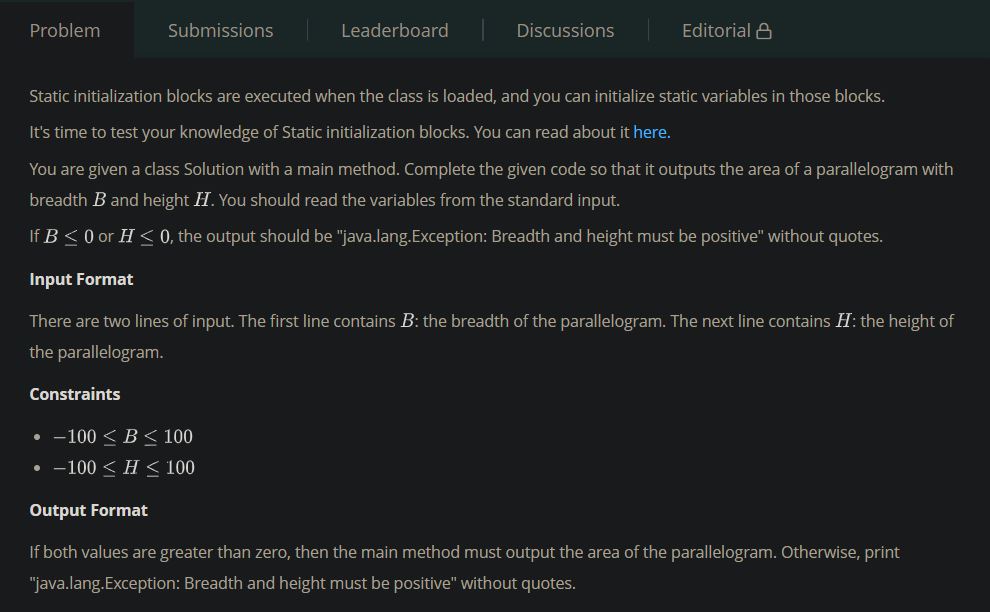 Problem
Submissions
Leaderboard
Discussions
Editorial
Static initialization blocks are executed when the class is loaded, and you can initialize static variables in those blocks.
It's time to test your knowledge of Static initialization blocks. You can read about it here.
You are given a class Solution with a main method. Complete the given code so that it outputs the area of a parallelogram with
breadth B and height H. You should read the variables from the standard input.
If B ≤ 0 or H ≤ 0, the output should be "java.lang.Exception: Breadth and height must be positive" without quotes.
Input Format
There are two lines of input. The first line contains B: the breadth of the parallelogram. The next line contains H: the height of
the parallelogram.
Constraints
• −100 ≤ B ≤ 100
• −100 ≤ H ≤ 100
Output Format
If both values are greater than zero, then the main method must output the area of the parallelogram. Otherwise, print
"java.lang.Exception: Breadth and height must be positive" without quotes.